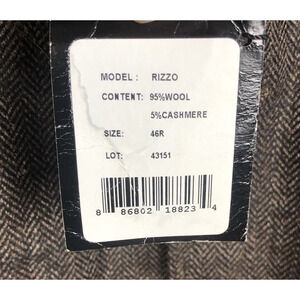 MODEL: RIZZO
CONTENT: 95%WOOL
5%CASHMERE
SIZE: 46R
LOT: 43151
8 86802 18823 4